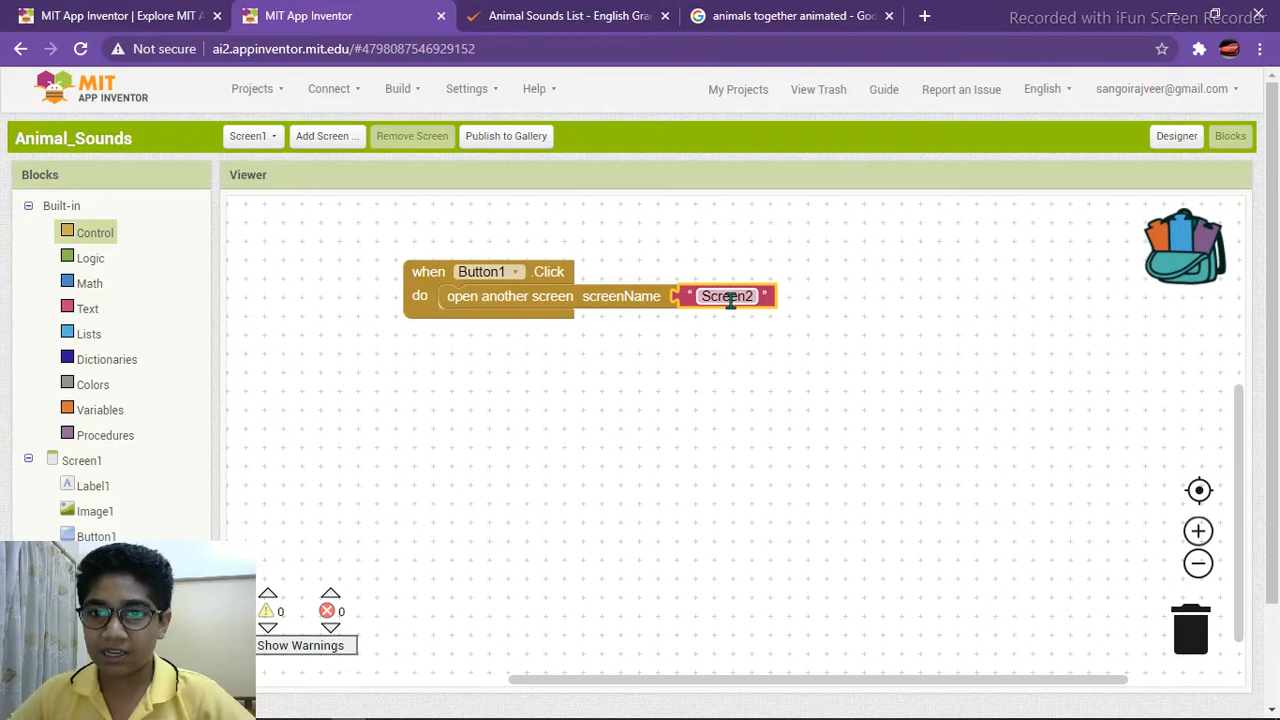 MIT App Inventor | Explore MIT A
MIT App Inventor
Animal Sounds List - English Gra
animals together animated - Goo
Recorded with iFun Screen Recorder
Not secure
ai2.appinventor.mit.edu/#4798087546929152
MIT
APP INVENTOR
Projects
Connect
Build
Settings
Help
My Projects
View Trash
Guide
Report an Issue
English
sangoirajveer@gmail.com
Animal_Sounds
Screen1
Add Screen ...
Remove Screen
Publish to Gallery
Designer
Blocks
Blocks
Viewer
Built-in
Control
Logic
Math
Text
Lists
Dictionaries
Colors
Variables
Procedures
Screen1
Label1
Image1
Button1
when Button1 .Click
do open another screen screenName " Screen2 "
0
0
Show Warnings